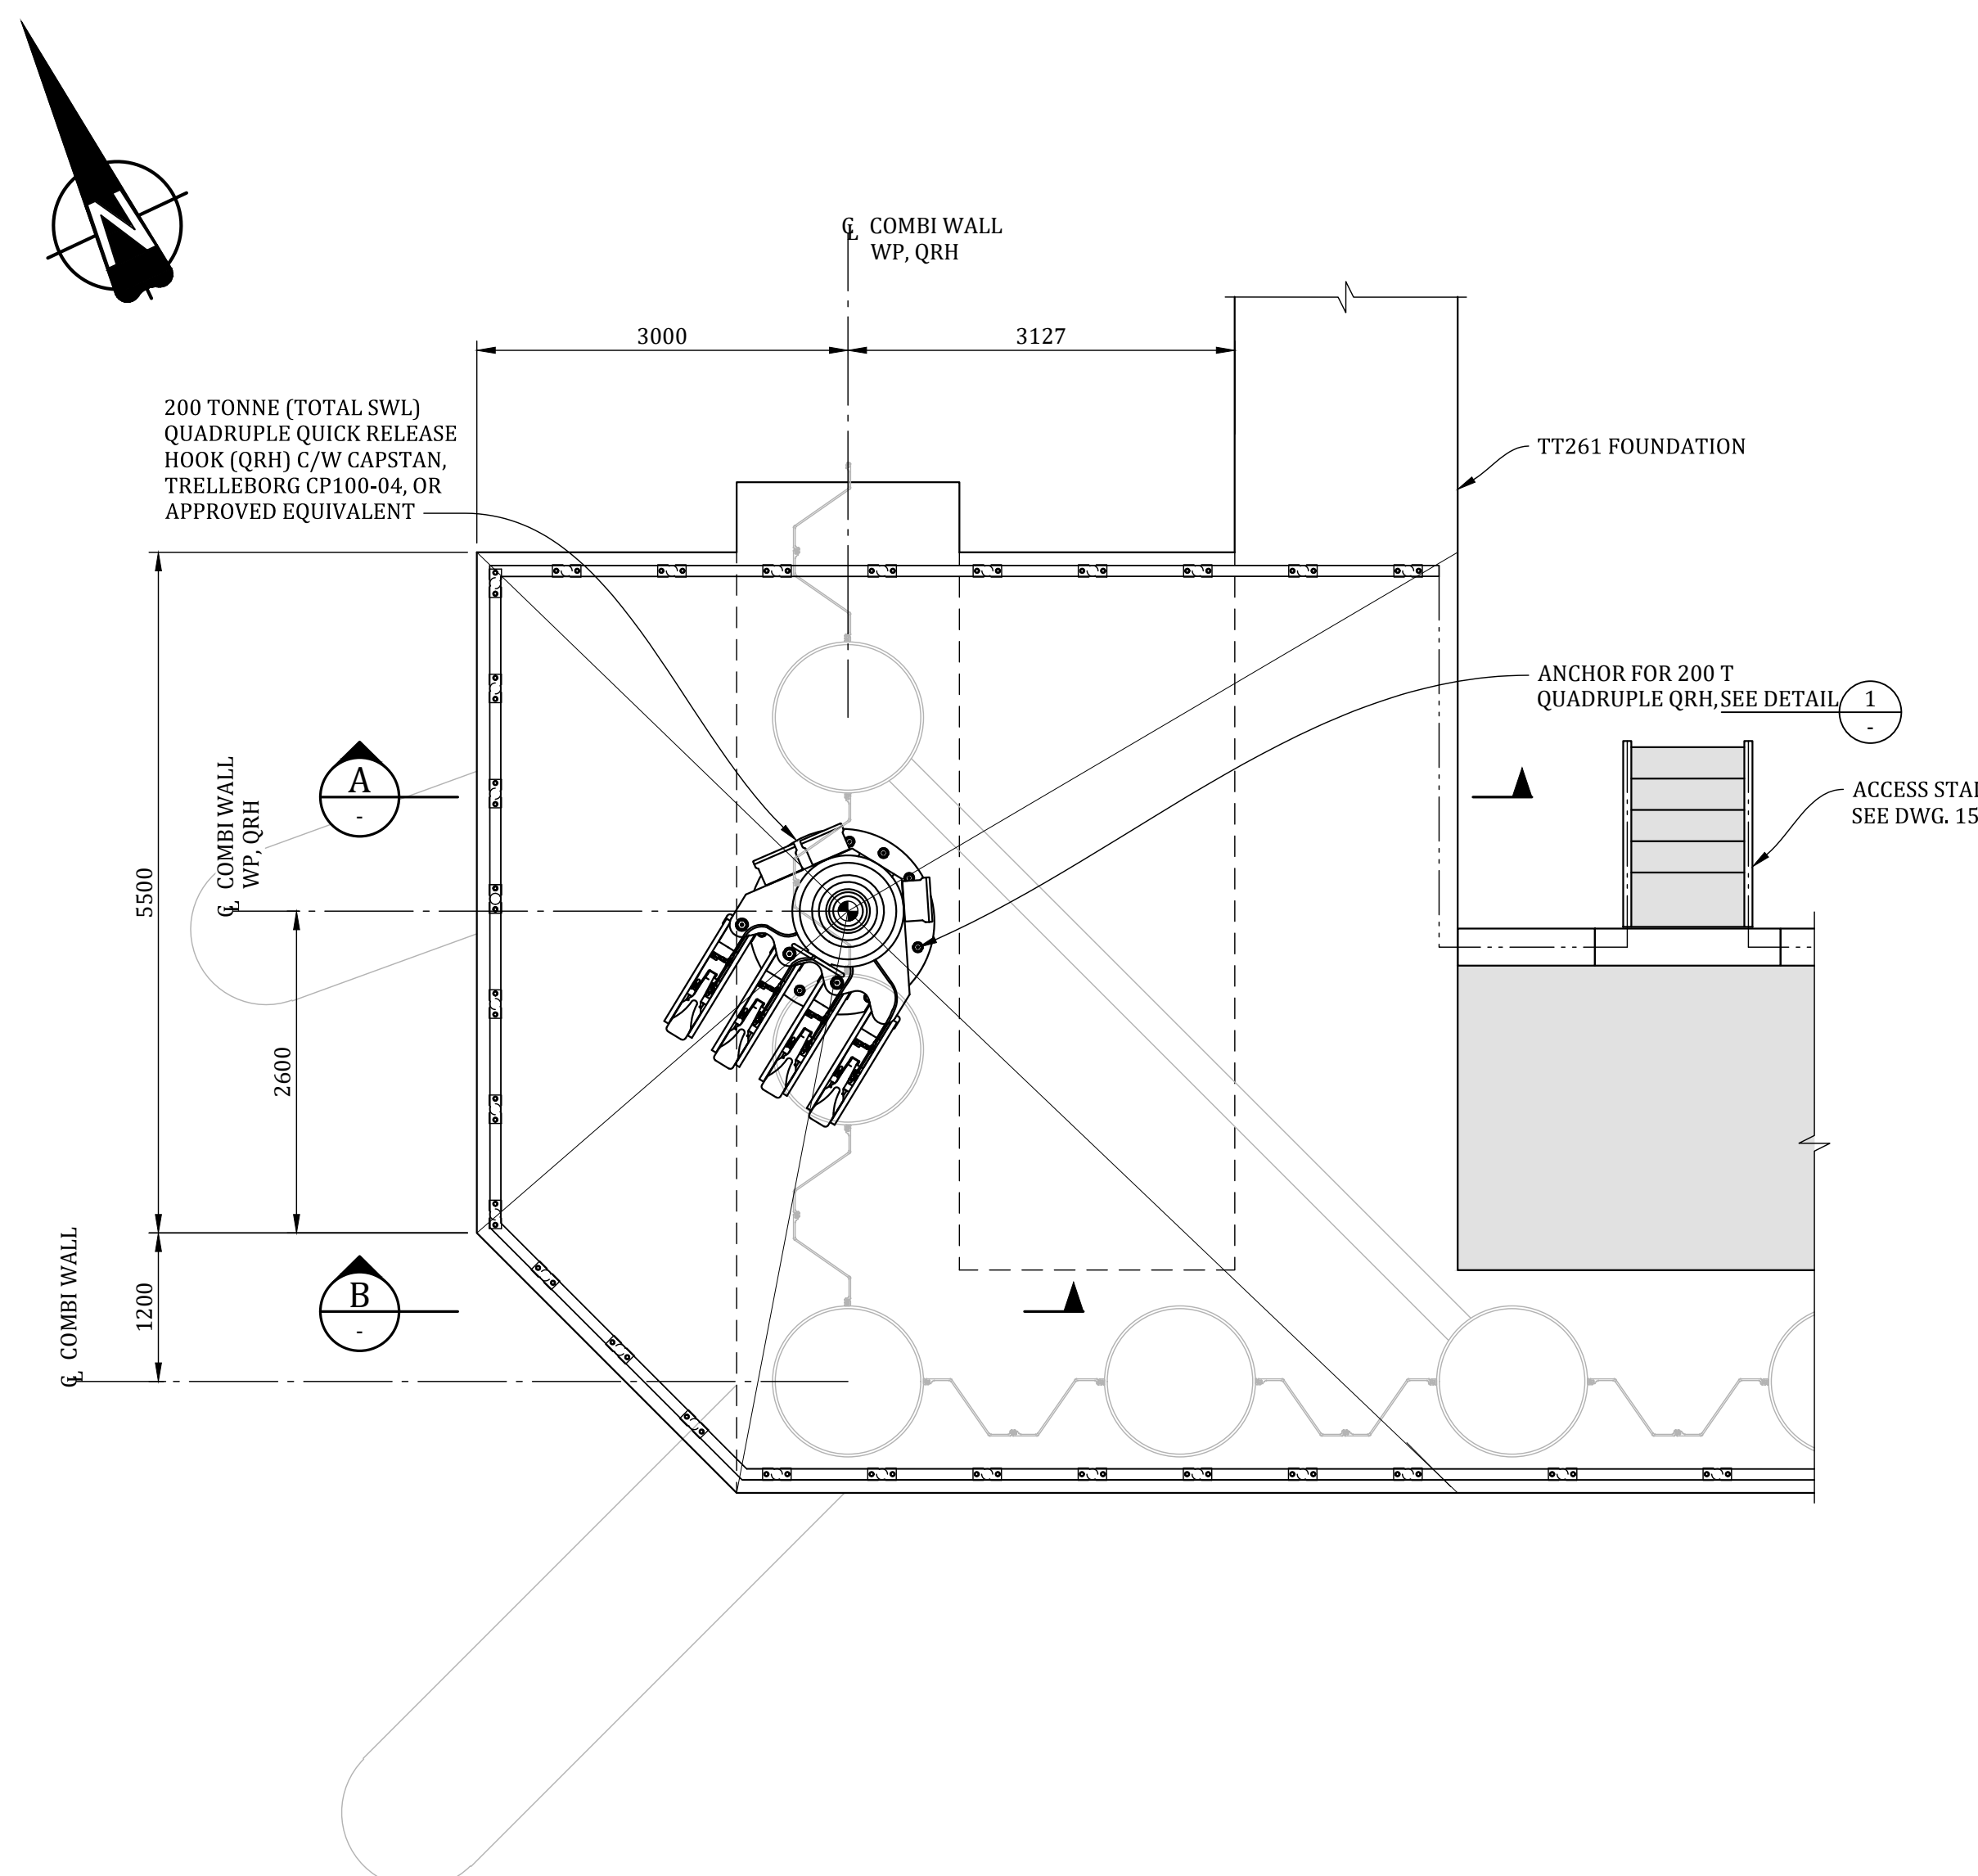 N
℄ COMBI WALL
WP, QRH
3000
3127
200 TONNE (TOTAL SWL)
QUADRUPLE QUICK RELEASE
HOOK (QRH) C/W CAPSTAN,
TRELLEBORG CP100-04, OR
APPROVED EQUIVALENT
TT261 FOUNDATION
ANCHOR FOR 200 T
QUADRUPLE QRH, SEE DETAIL
1
-
A
-
℄ COMBI WALL
WP, QRH
ACCESS
SEE DWG. 15
5500
2600
1200
℄ COMBI WALL
B
-